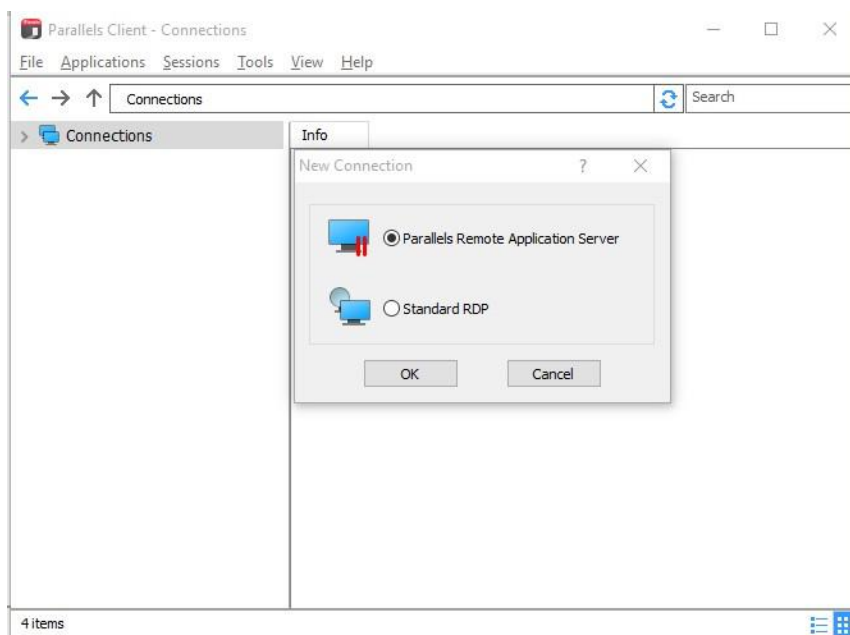 Parallels Client - Connections
File Applications Sessions Tools View Help
Connections
Search
Connections
Info
New Connection
Parallels Remote Application Server
Standard RDP
OK
Cancel
4 items